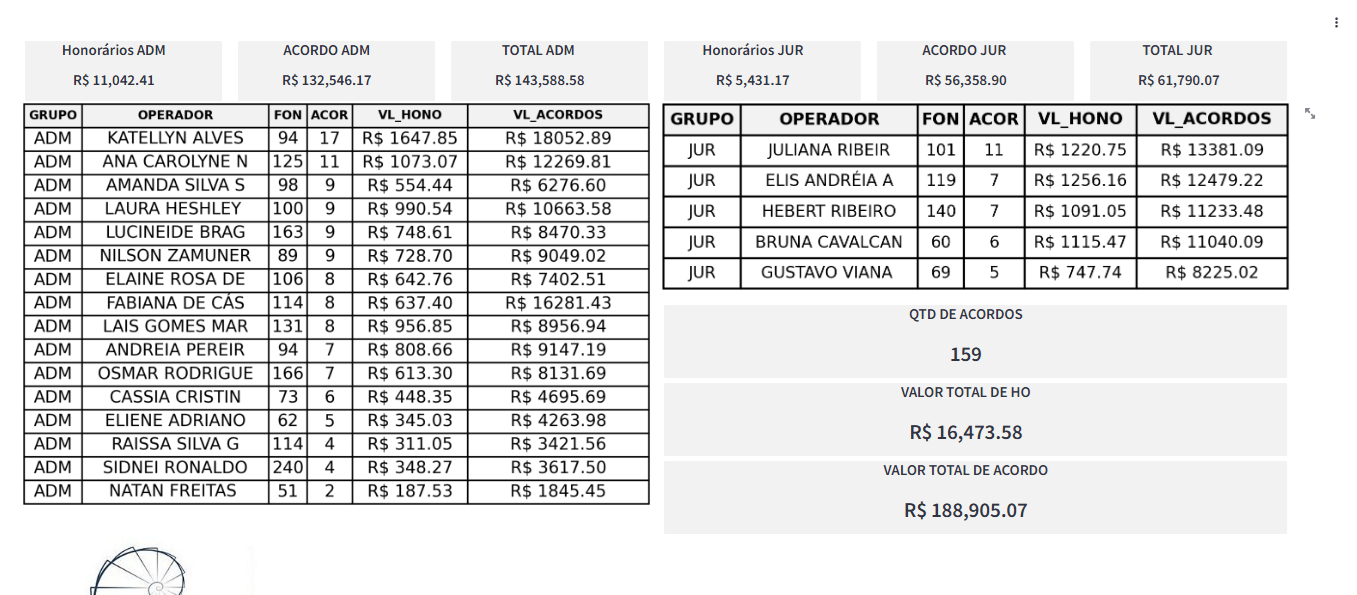 Honorários ADM
R$ 11,042.41
ACORDO ADM
R$ 132,546.17
TOTAL ADM
R$ 143,588.58
Honorários JUR
R$ 5,431.17
ACORDO JUR
R$ 56,358.90
TOTAL JUR
R$ 61,790.07
GRUPO OPERADOR FON ACOR VL_HONO VL_ACORDOS
ADM KATELLYN ALVES 94 17 R$ 1647.85 R$ 18052.89
ADM ANA CAROLYNE N 125 11 R$ 1073.07 R$ 12269.81
ADM AMANDA SILVA S 98 9 R$ 554.44 R$ 6276.60
ADM LAURA HESHLEY 100 9 R$ 990.54 R$ 10663.58
ADM LUCINEIDE BRAG 163 9 R$ 748.61 R$ 8470.33
ADM NILSON ZAMUNER 89 9 R$ 728.70 R$ 9049.02
ADM ELAINE ROSA DE 106 8 R$ 642.76 R$ 7402.51
ADM FABIANA DE CÁS 114 8 R$ 637.40 R$ 16281.43
ADM LAIS GOMES MAR 131 8 R$ 956.85 R$ 8956.94
ADM ANDREIA PEREIR 94 7 R$ 808.66 R$ 9147.19
ADM OSMAR RODRIGUE 166 7 R$ 613.30 R$ 8131.69
ADM CASSIA CRISTIN 73 6 R$ 448.35 R$ 4695.69
ADM ELIENE ADRIANO 62 5 R$ 345.03 R$ 4263.98
ADM RAISSA SILVA G 114 4 R$ 311.05 R$ 3421.56
ADM SIDNEI RONALDO 240 4 R$ 348.27 R$ 3617.50
ADM NATAN FREITAS 51 2 R$ 187.53 R$ 1845.45
GRUPO OPERADOR FON ACOR VL_HONO VL_ACORDOS
JUR JULIANA RIBEIR 101 11 R$ 1220.75 R$ 13381.09
JUR ELIS ANDRÉIA A 119 7 R$ 1256.16 R$ 12479.22
JUR HEBERT RIBEIRO 140 7 R$ 1091.05 R$ 11233.48
JUR BRUNA CAVALCAN 60 6 R$ 1115.47 R$ 11040.09
JUR GUSTAVO VIANA 69 5 R$ 747.74 R$ 8225.02
QTD DE ACORDOS
159
VALOR TOTAL DE HO
R$ 16,473.58
VALOR TOTAL DE ACORDO
R$ 188,905.07